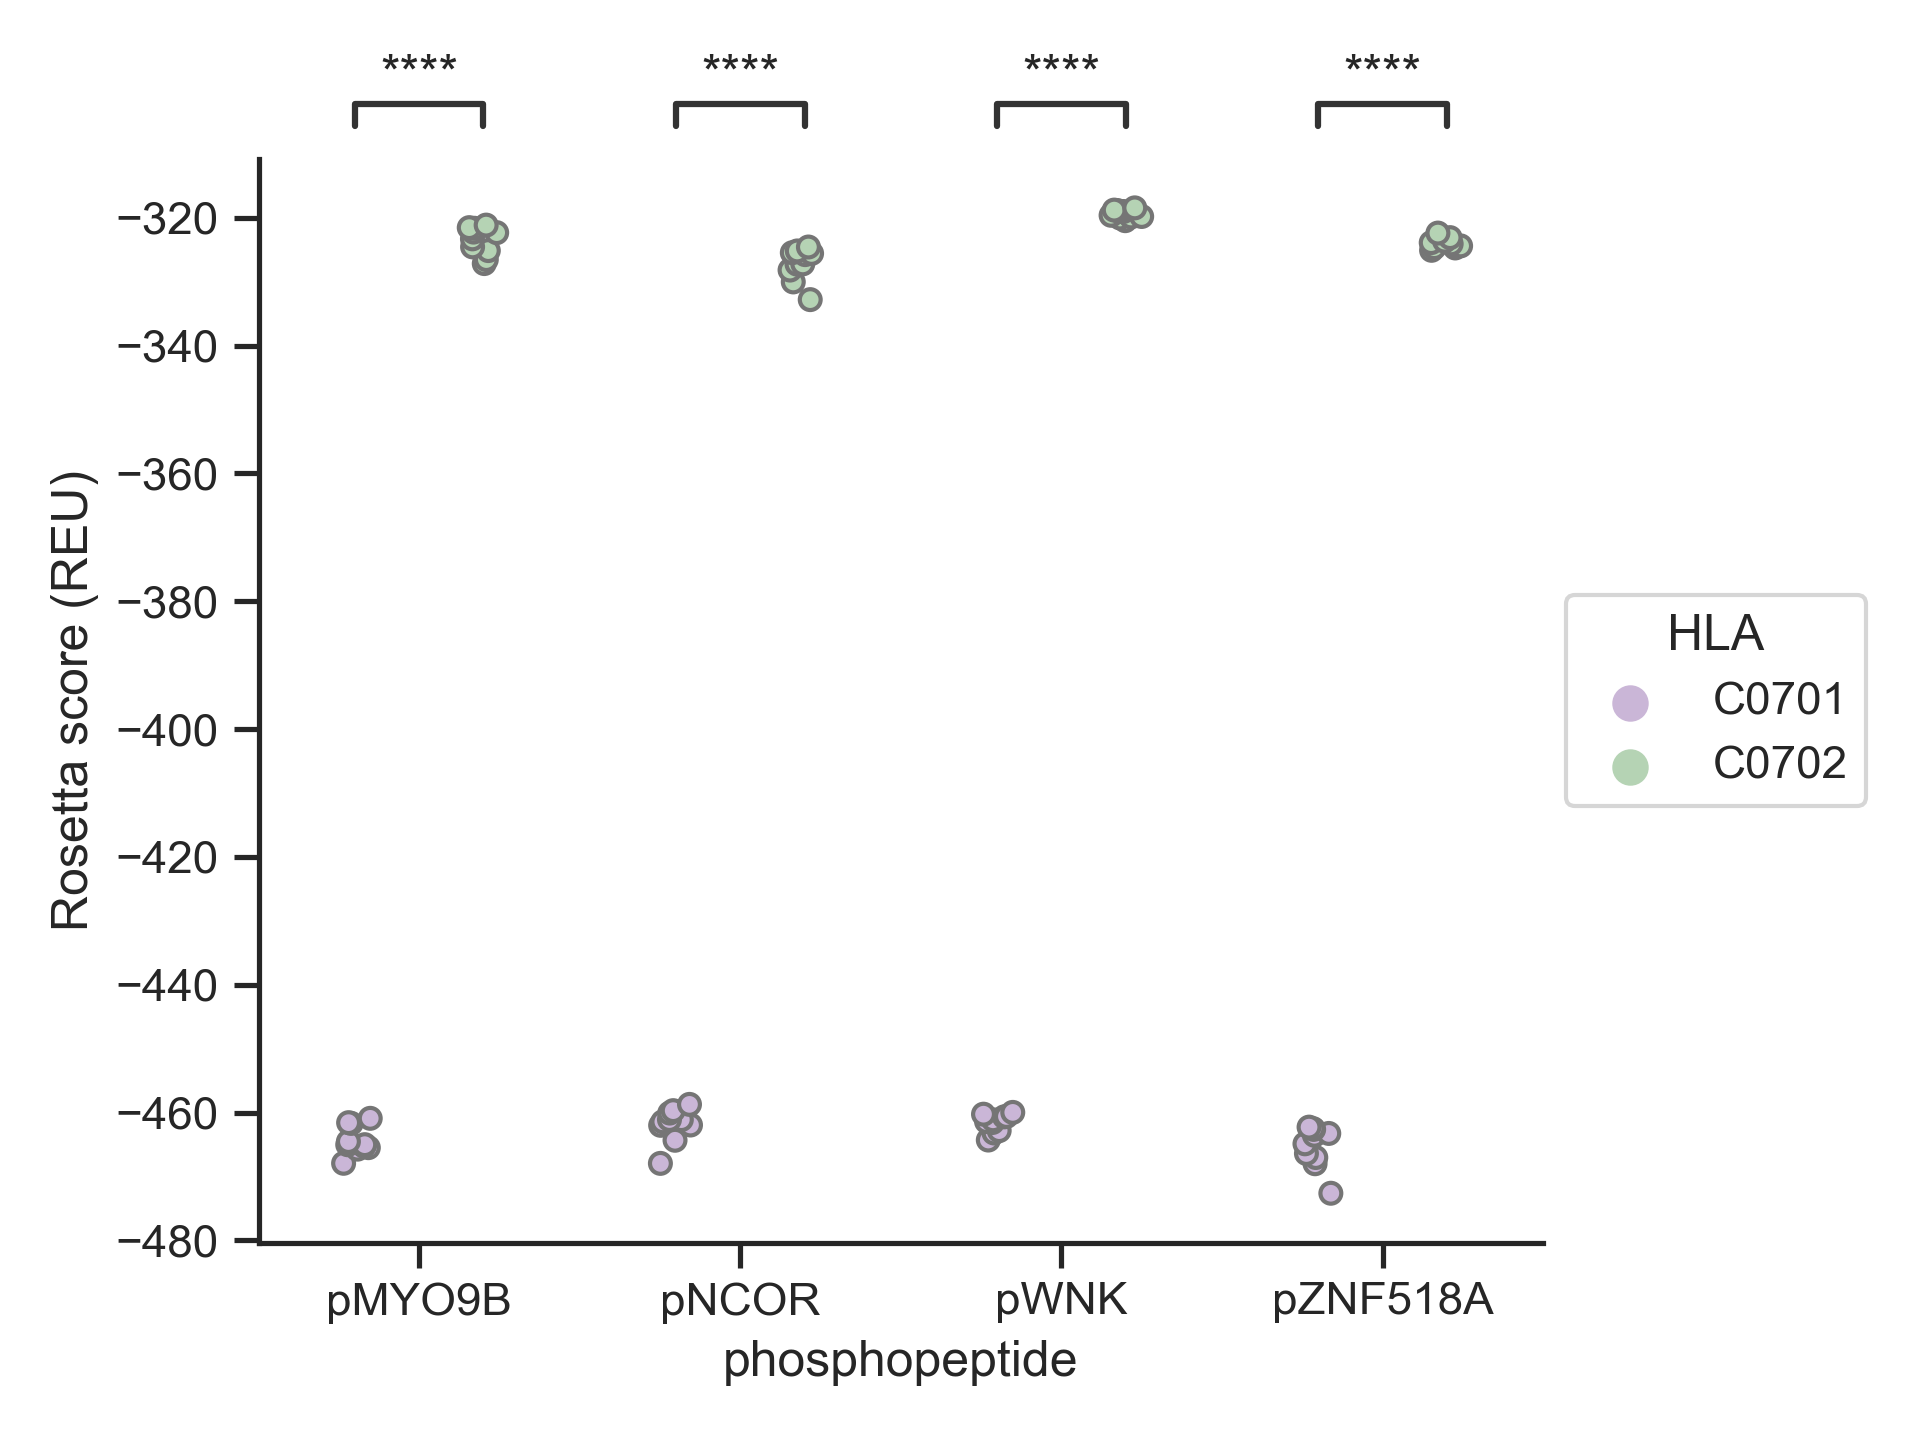 **** **** **** ****
−320
−340
−360
−380
−400
−420
−440
−460
−480
Rosetta score (REU)
pMYO9B pNCOR pWNK pZNF518A
phosphopeptide
HLA
C0701
C0702